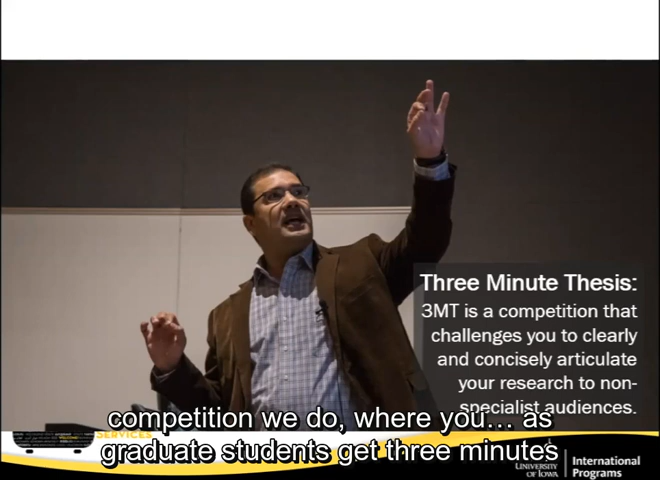 Three Minute Thesis:
3MT is a competition that
challenges you to clearly
and concisely articulate
your research to non-
specialist audiences.
competition we do, where you... as
SERVICES
graduate students get three minutes
UNIVERSITY
OF IOWA
International
Programs